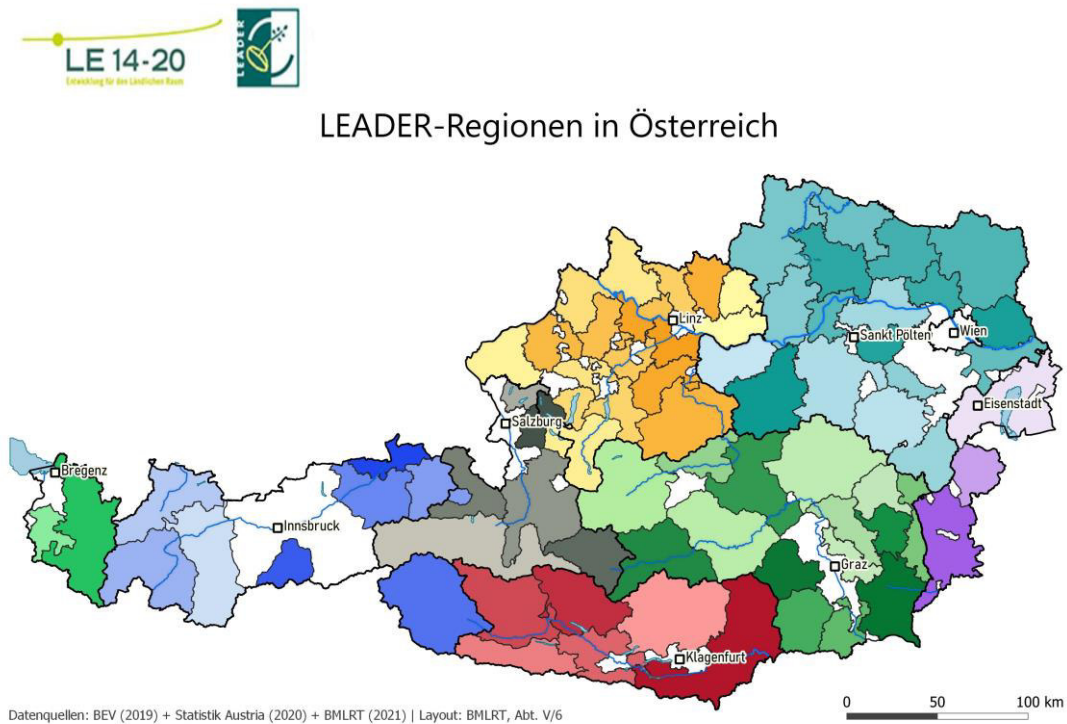 LE 14-20
Entwicklung für den Ländlichen Raum
LEADER
LEADER-Regionen in Österreich
Linz
Sankt Pölten
Wien
Eisenstadt
Salzburg
Bregenz
Innsbruck
Graz
Klagenfurt
Datenquellen: BEV (2019) + Statistik Austria (2020) + BMLRT (2021) | Layout: BMLRT, Abt. V/6
0 50 100 km